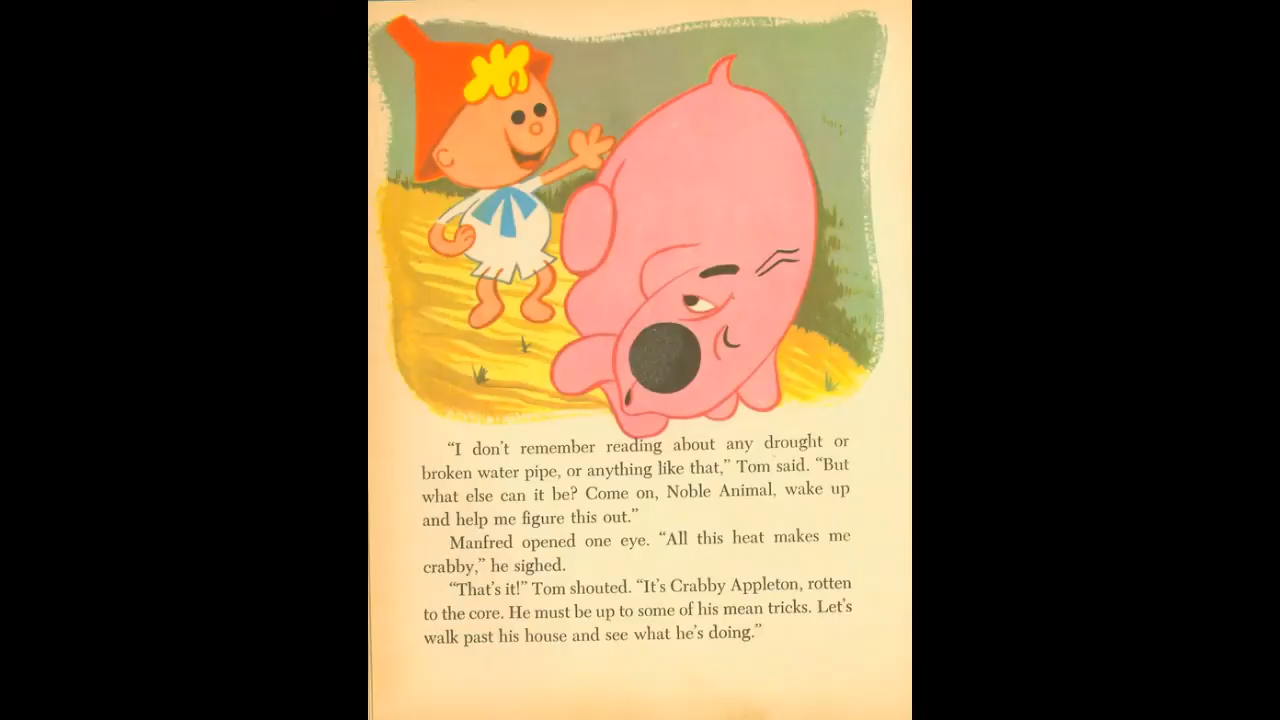 “I don’t remember reading about any drought or
broken water pipe, or anything like that,” Tom said. “But
what else can it be? Come on, Noble Animal, wake up
and help me figure this out.”
Manfred opened one eye. “All this heat makes me
crabby,” he sighed.
“That’s it!” Tom shouted. “It’s Crabby Appleton, rotten
to the core. He must be up to some of his mean tricks. Let’s
walk past his house and see what he’s doing.”